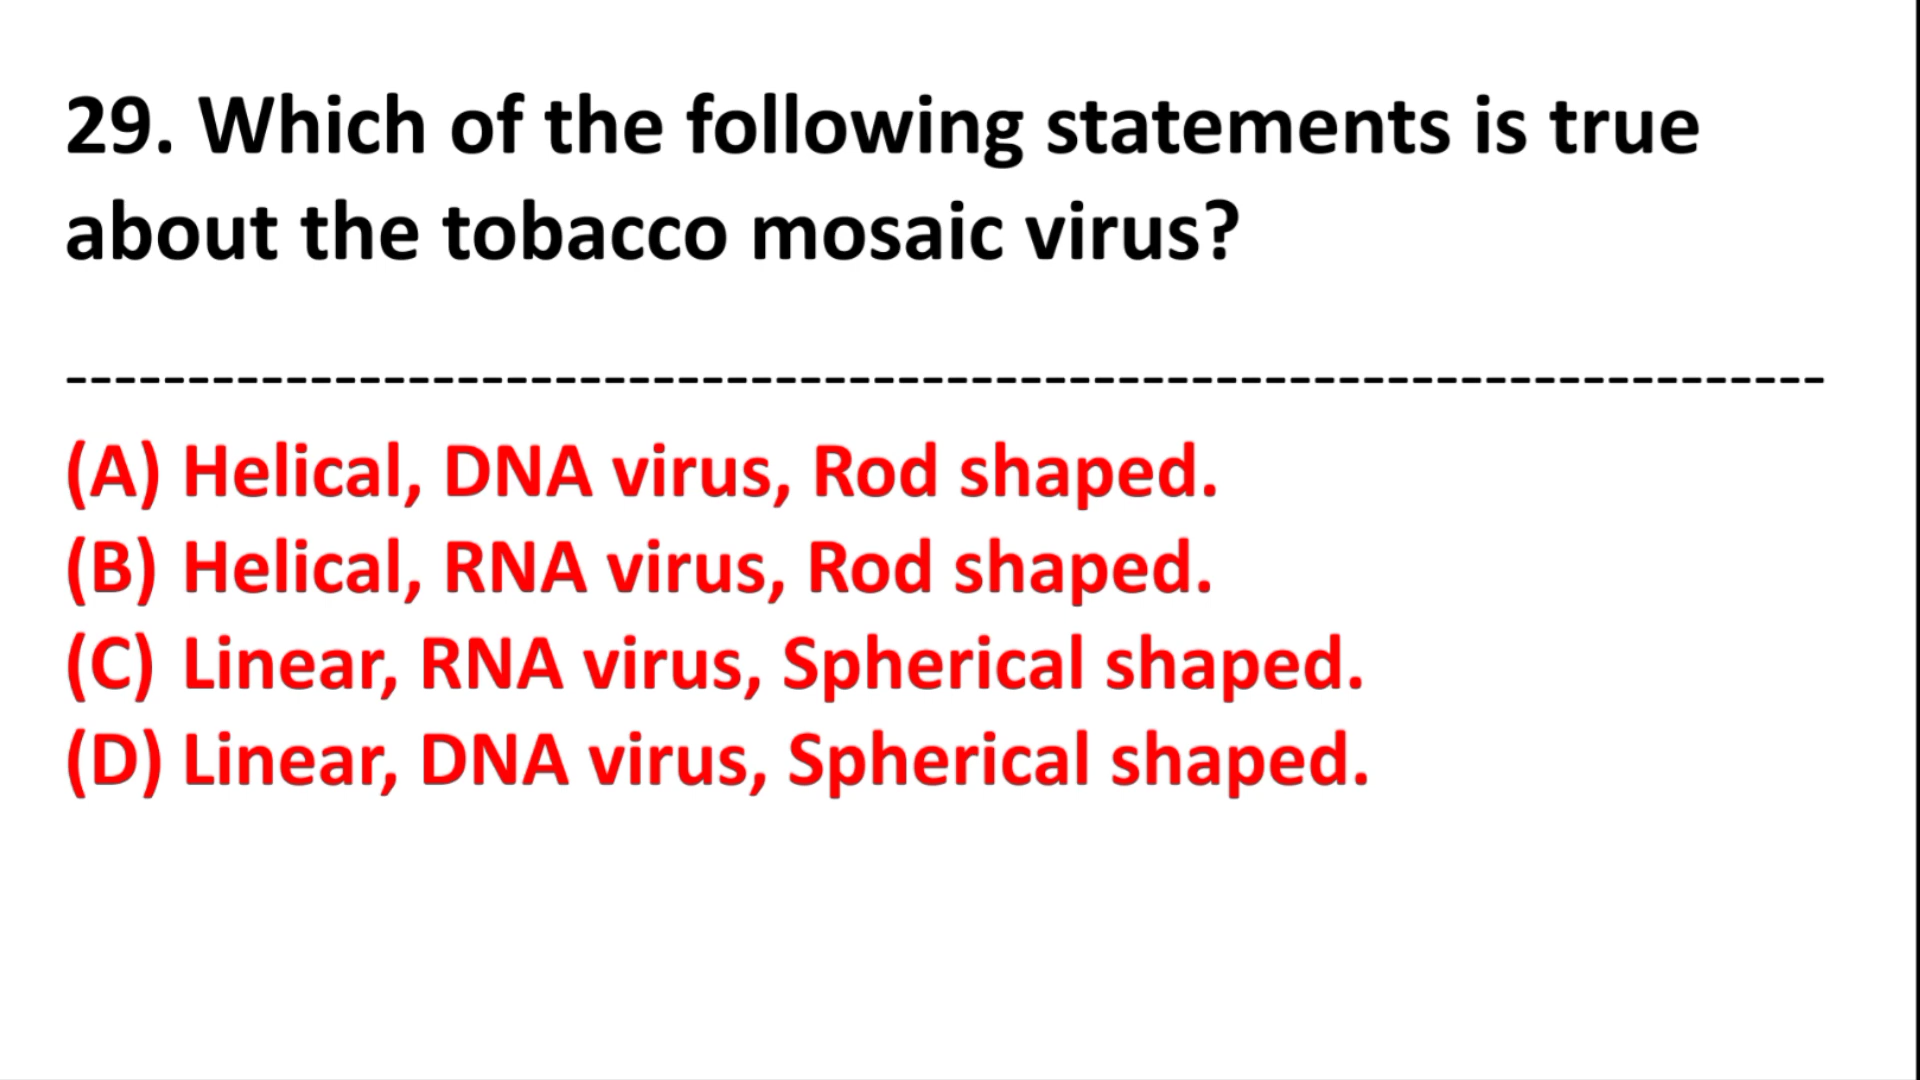 29. Which of the following statements is true
about the tobacco mosaic virus?
------------------------------------------------------------------------
(A) Helical, DNA virus, Rod shaped.
(B) Helical, RNA virus, Rod shaped.
(C) Linear, RNA virus, Spherical shaped.
(D) Linear, DNA virus, Spherical shaped.